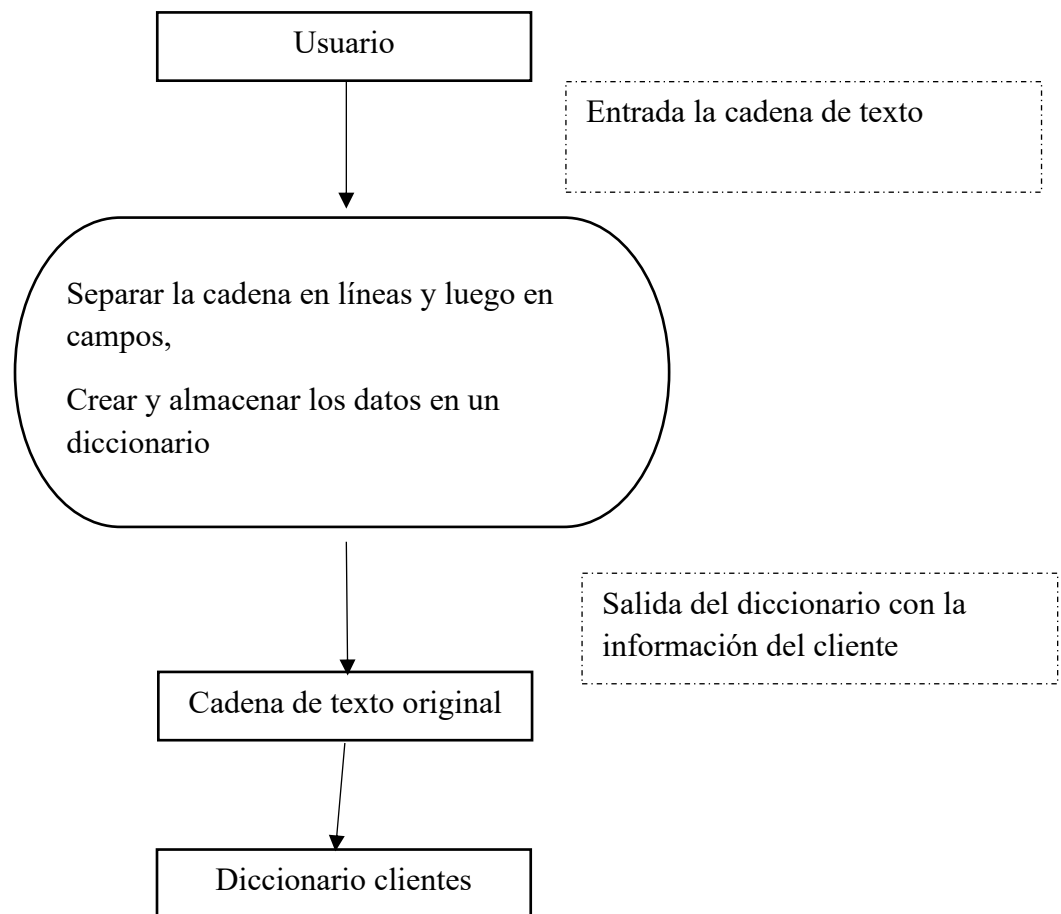 Usuario
Entrada la cadena de texto
Separar la cadena en líneas y luego en
campos,
Crear y almacenar los datos en un
diccionario
Salida del diccionario con la
información del cliente
Cadena de texto original
Diccionario clientes